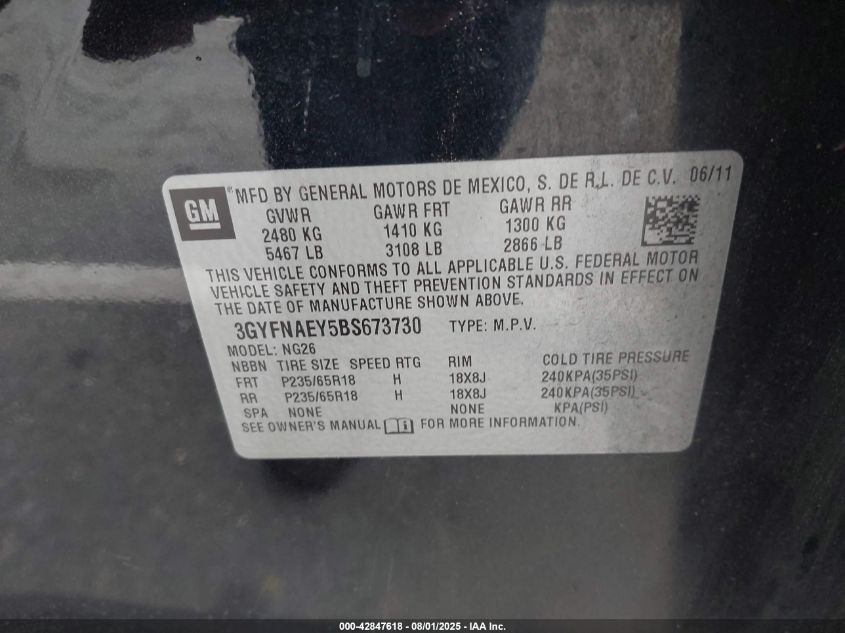 GM
® MFD BY GENERAL MOTORS DE MEXICO, S. DE R.L. DE C.V. 06/11
GVWR GAWR FRT GAWR RR
2480 KG 1410 KG 1300 KG
5467 LB 3108 LB 2866 LB
THIS VEHICLE CONFORMS TO ALL APPLICABLE U.S. FEDERAL MOTOR
VEHICLE SAFETY AND THEFT PREVENTION STANDARDS IN EFFECT ON
THE DATE OF MANUFACTURE SHOWN ABOVE.
3GYFNAEY5BS673730 TYPE: M.P.V.
MODEL: NG26
NBBN TIRE SIZE SPEED RTG RIM COLD TIRE PRESSURE
FRT P235/65R18 H 18X8J 240KPA(35PSI)
RR P235/65R18 H 18X8J 240KPA(35PSI)
SPA NONE NONE KPA(PSI)
SEE OWNER'S MANUAL i FOR MORE INFORMATION.
000-42847618 - 08/01/2025 - IAA Inc.